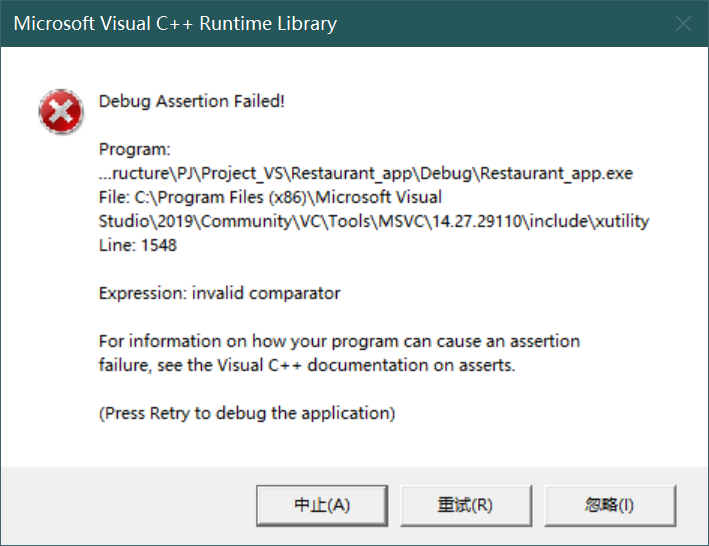 Microsoft Visual C++ Runtime Library
Debug Assertion Failed!
Program:
...ructure\PJ\Project_VS\Restaurant_app\Debug\Restaurant_app.exe
File: C:\Program Files (x86)\Microsoft Visual
Studio\2019\Community\VC\Tools\MSVC\14.27.29110\include\xutility
Line: 1548
Expression: invalid comparator
For information on how your program can cause an assertion
failure, see the Visual C++ documentation on asserts.
(Press Retry to debug the application)
中止(A) 重试(R) 忽略(I)